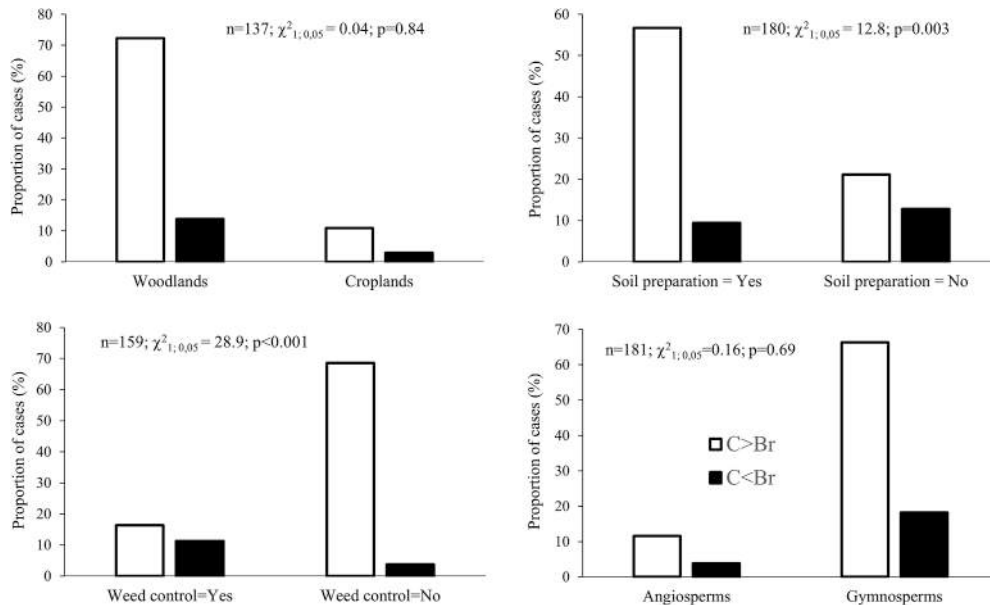 n=137; χ²1; 0,05 = 0.04; p=0.84
Proportion of cases (%)
80
70
60
50
40
30
20
10
0
Woodlands Croplands
n=180; χ²1; 0,05 = 12.8; p=0.003
Proportion of cases (%)
60
50
40
30
20
10
0
Soil preparation = Yes Soil preparation = No
n=159; χ²1; 0,05 = 28.9; p<0.001
Proportion of cases (%)
80
70
60
50
40
30
20
10
0
Weed control=Yes Weed control=No
n=181; χ²1; 0,05=0.16; p=0.69
Proportion of cases (%)
70
60
50
40
30
20
10
0
C>Br
C<Br
Angiosperms Gymnosperms